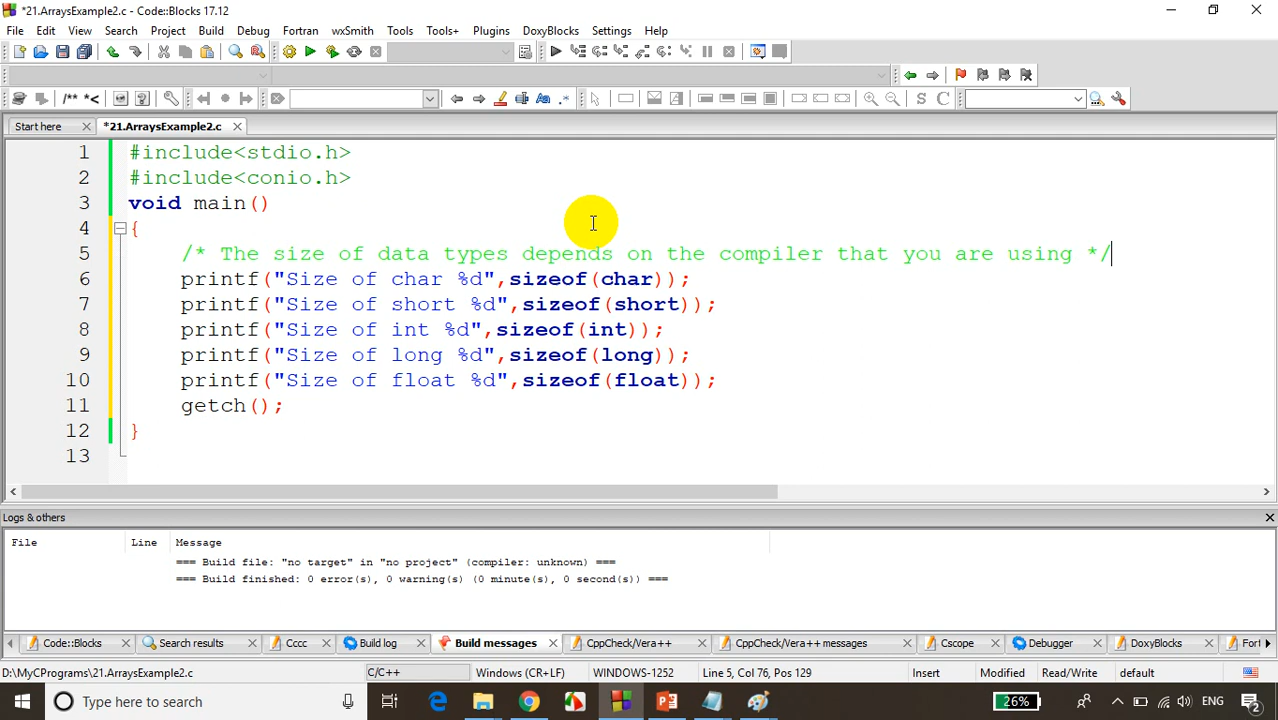 *21.ArraysExample2.c - Code::Blocks 17.12
File Edit View Search Project Build Debug Fortran wxSmith Tools Tools+ Plugins DoxyBlocks Settings Help
/** *<
S C
Start here *21.ArraysExample2.c
1 #include<stdio.h>
2 #include<conio.h>
3 void main()
4 {
5 /* The size of data types depends on the compiler that you are using */
6 printf("Size of char %d",sizeof(char));
7 printf("Size of short %d",sizeof(short));
8 printf("Size of int %d",sizeof(int));
9 printf("Size of long %d",sizeof(long));
10 printf("Size of float %d",sizeof(float));
11 getch();
12 }
13
Logs & others
File Line Message
=== Build file: "no target" in "no project" (compiler: unknown) ===
=== Build finished: 0 error(s), 0 warning(s) (0 minute(s), 0 second(s)) ===
Code::Blocks Search results Cccc Build log Build messages CppCheck/Vera++ CppCheck/Vera++ messages Cscope Debugger DoxyBlocks Fort
D:\MyCPrograms\21.ArraysExample2.c C/C++ Windows (CR+LF) WINDOWS-1252 Line 5, Col 76, Pos 129 Insert Modified Read/Write default
Type here to search 26% ENG 2